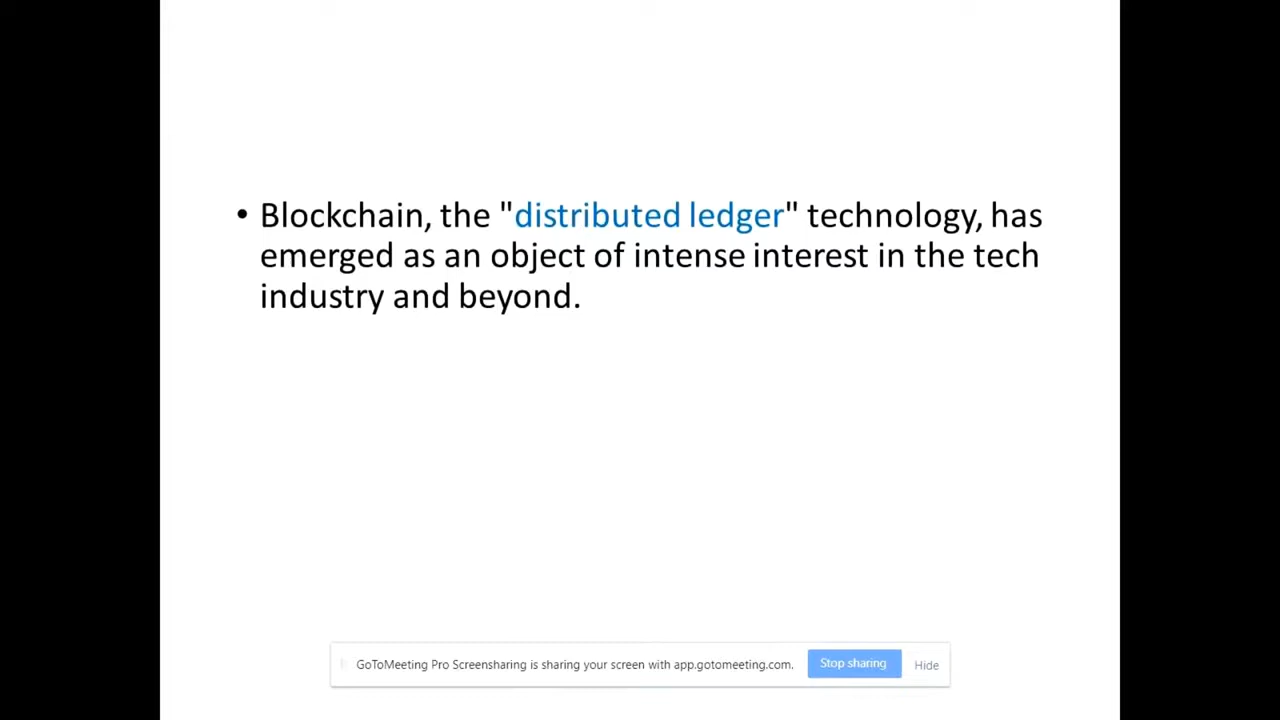 • Blockchain, the "distributed ledger" technology, has
emerged as an object of intense interest in the tech
industry and beyond.
GoToMeeting Pro Screensharing is sharing your screen with app.gotomeeting.com. Stop sharing Hide